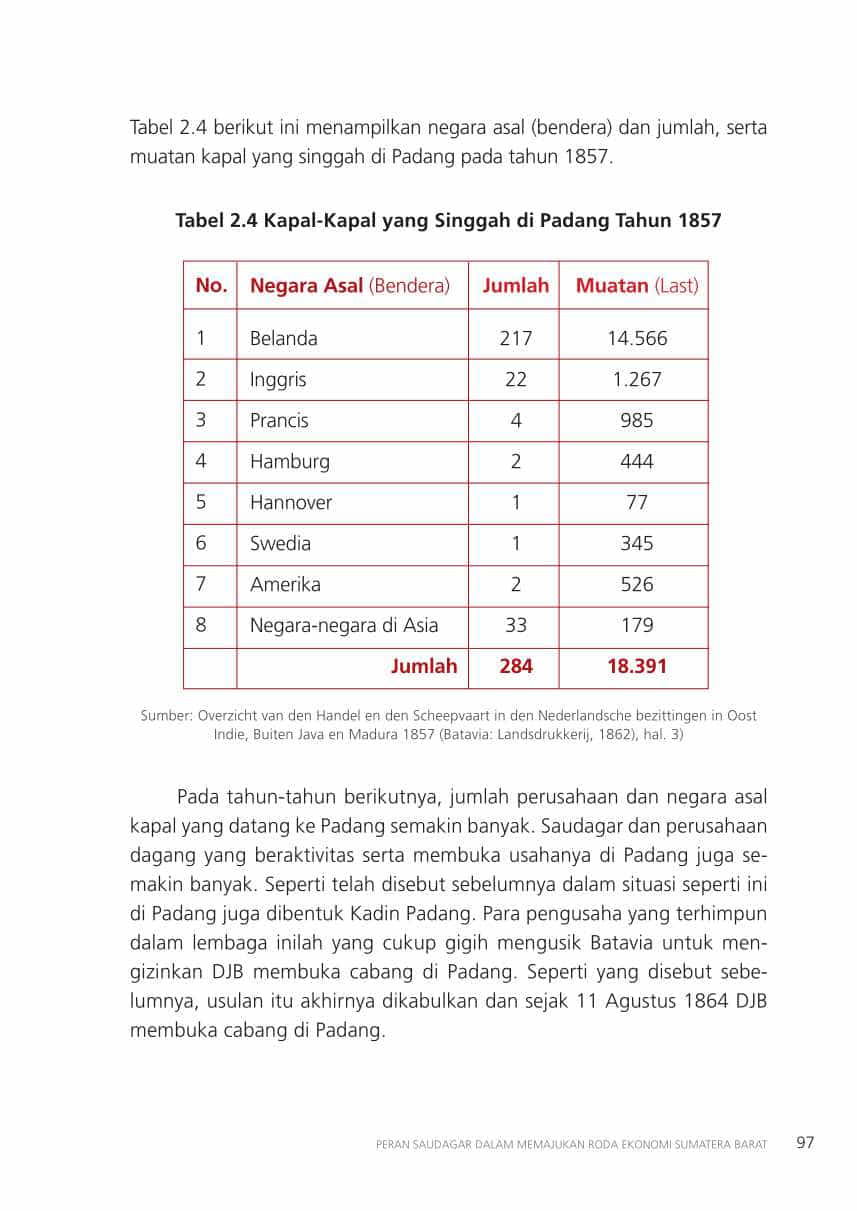 Tabel 2.4 berikut ini menampilkan negara asal (bendera) dan jumlah, serta
muatan kapal yang singgah di Padang pada tahun 1857.
Tabel 2.4 Kapal-Kapal yang Singgah di Padang Tahun 1857
No. Negara Asal (Bendera) Jumlah Muatan (Last)
1 Belanda 217 14.566
2 Inggris 22 1.267
3 Prancis 4 985
4 Hamburg 2 444
5 Hannover 1 77
6 Swedia 1 345
7 Amerika 2 526
8 Negara-negara di Asia 33 179
Jumlah 284 18.391
Sumber: Overzicht van den Handel en den Scheepvaart in den Nederlandsche bezittingen in Oost
Indie, Buiten Java en Madura 1857 (Batavia: Landsdrukkerij, 1862), hal. 3)
Pada tahun-tahun berikutnya, jumlah perusahaan dan negara asal
kapal yang datang ke Padang semakin banyak. Saudagar dan perusahaan
dagang yang beraktivitas serta membuka usahanya di Padang juga se-
makin banyak. Seperti telah disebut sebelumnya dalam situasi seperti ini
di Padang juga dibentuk Kadin Padang. Para pengusaha yang terhimpun
dalam lembaga inilah yang cukup gigih mengusik Batavia untuk men-
gizinkan DJB membuka cabang di Padang. Seperti yang disebut sebe-
lumnya, usulan itu akhirnya dikabulkan dan sejak 11 Agustus 1864 DJB
membuka cabang di Padang.
PERAN SAUDAGAR DALAM MEMAJUKAN RODA EKONOMI SUMATERA BARAT 97